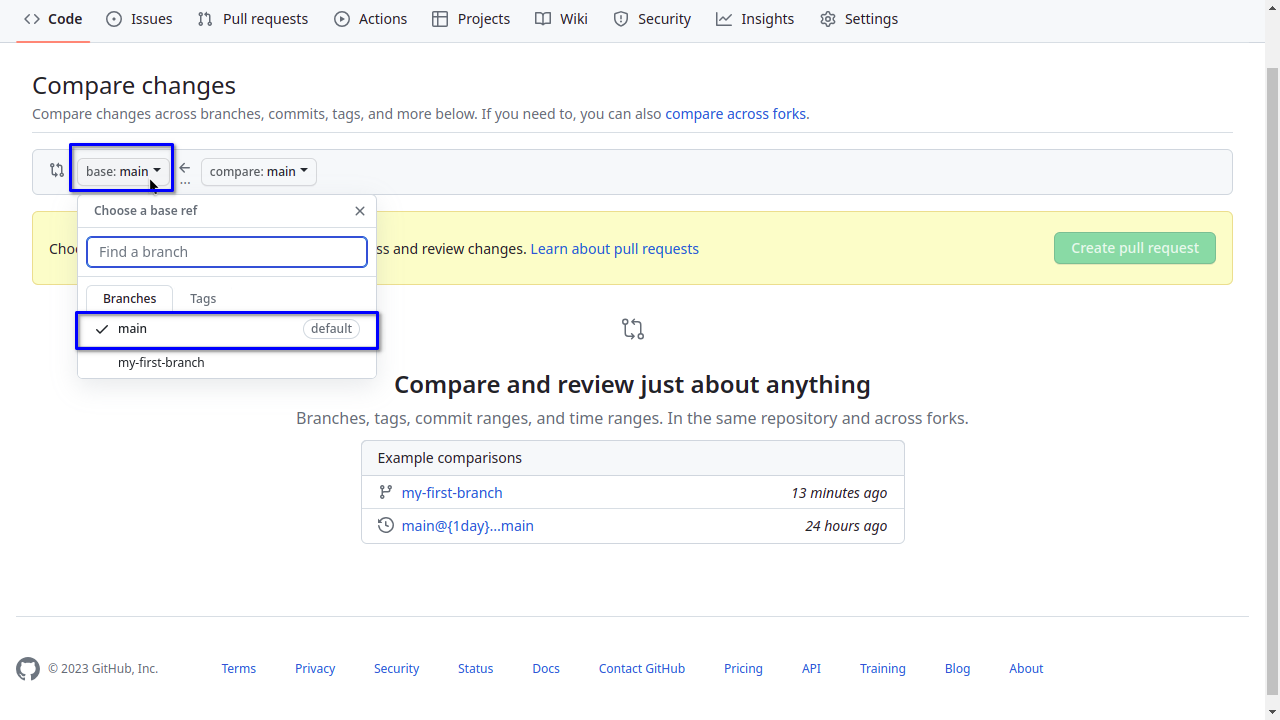 Code Issues Pull requests Actions Projects Wiki Security Insights Settings
Compare changes
Compare changes across branches, commits, tags, and more below. If you need to, you can also compare across forks.
base: main ... compare: main
Choose a base ref
Find a branch
Choo ss and review changes. Learn about pull requests Create pull request
Branches Tags
main default
my-first-branch
Compare and review just about anything
Branches, tags, commit ranges, and time ranges. In the same repository and across forks.
Example comparisons
my-first-branch 13 minutes ago
main@{1day}...main 24 hours ago
© 2023 GitHub, Inc. Terms Privacy Security Status Docs Contact GitHub Pricing API Training Blog About